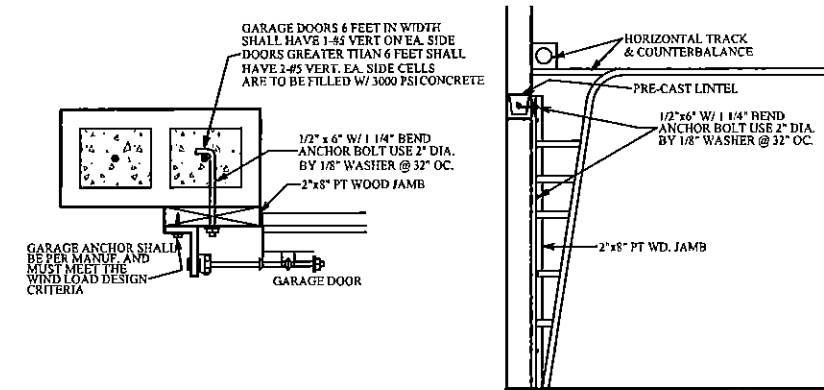 GARAGE DOORS 6 FEET IN WIDTH
SHALL HAVE 1-#5 VERT ON EA. SIDE
DOORS GREATER THAN 6 FEET SHALL
HAVE 2-#5 VERT. EA. SIDE CELLS
ARE TO BE FILLED W/ 3000 PSI CONCRETE
1/2" x 6" W/ 1 1/4" BEND
ANCHOR BOLT USE 2" DIA.
BY 1/8" WASHER @ 32" OC.
2"x8" PT WOOD JAMB
GARAGE ANCHOR SHALL
BE PER MANUF. AND
MUST MEET THE
WIND LOAD DESIGN
CRITERIA
GARAGE DOOR
HORIZONTAL TRACK
& COUNTERBALANCE
PRE-CAST LINTEL
1/2"x6" W/ 1 1/4" BEND
ANCHOR BOLT USE 2" DIA.
BY 1/8" WASHER @ 32" OC.
2"x8" PT WD. JAMB